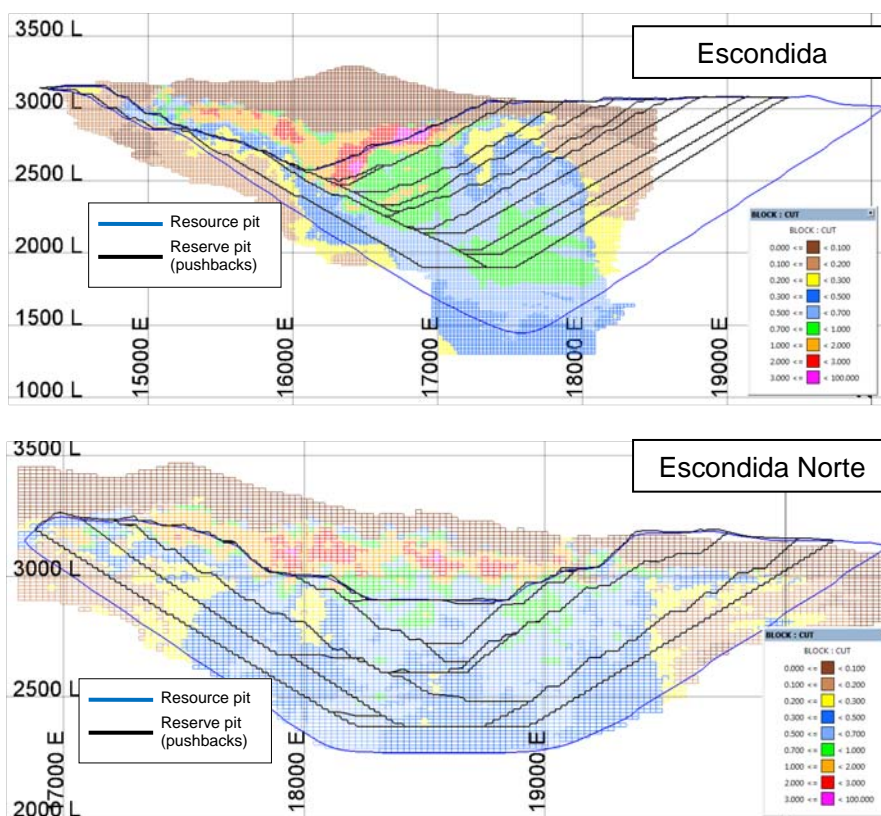 Escondida
3500 L
3000 L
2500 L
2000 L
1500 L
1000 L
15000 E
16000 E
17000 E
18000 E
19000 E
Resource pit
Reserve pit
(pushbacks)
BLOCK : CUT
BLOCK : CUT
0.000 <= < 0.100
0.100 <= < 0.200
0.200 <= < 0.300
0.300 <= < 0.500
0.500 <= < 0.700
0.700 <= < 1.000
1.000 <= < 2.000
2.000 <= < 3.000
3.000 <= < 100.000
Escondida Norte
3500 L
3000 L
2500 L
2000 L
17000 E
18000 E
19000 E
Resource pit
Reserve pit
(pushbacks)
BLOCK : CUT
BLOCK : CUT
0.000 <= < 0.100
0.100 <= < 0.200
0.200 <= < 0.300
0.300 <= < 0.500
0.500 <= < 0.700
0.700 <= < 1.000
1.000 <= < 2.000
2.000 <= < 3.000
3.000 <= < 100.000